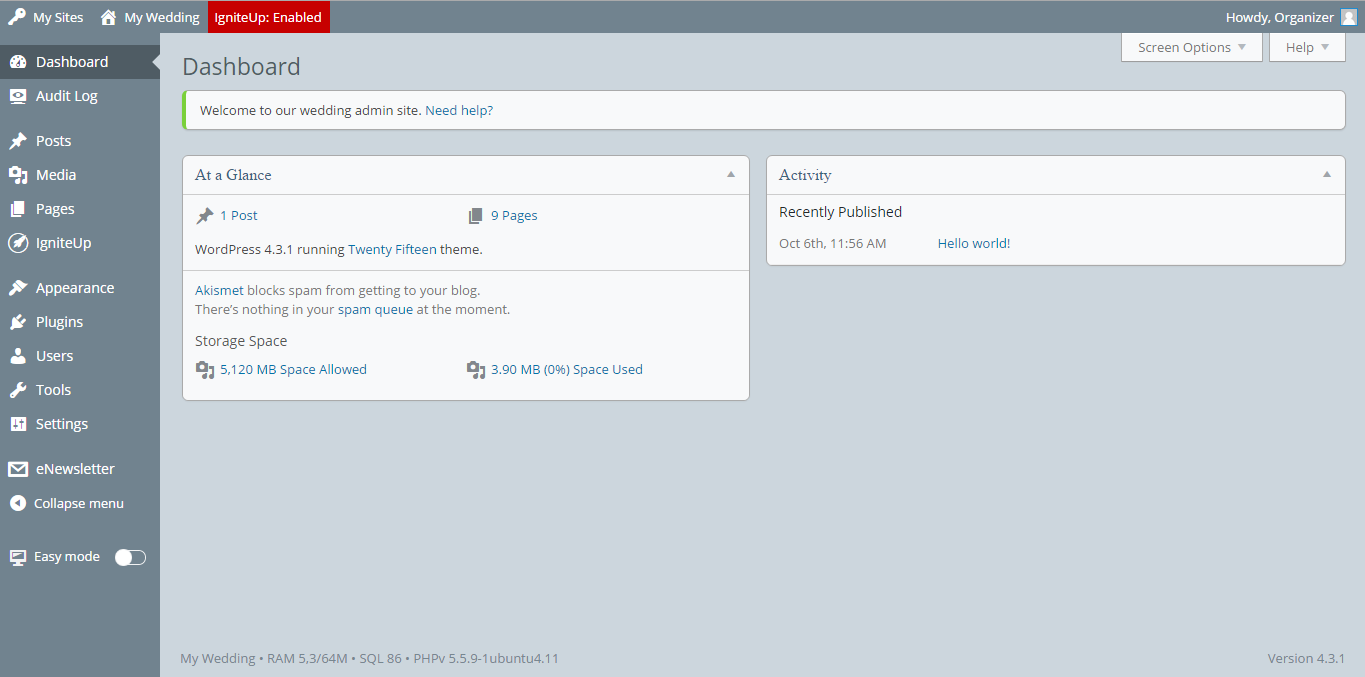 My Sites My Wedding IgniteUp: Enabled Howdy, Organizer
Screen Options Help
Dashboard
Audit Log
Posts
Media
Pages
IgniteUp
Appearance
Plugins
Users
Tools
Settings
eNewsletter
Collapse menu
Easy mode
Dashboard
Welcome to our wedding admin site. Need help?
At a Glance
1 Post 9 Pages
WordPress 4.3.1 running Twenty Fifteen theme.
Akismet blocks spam from getting to your blog.
There’s nothing in your spam queue at the moment.
Storage Space
5,120 MB Space Allowed 3.90 MB (0%) Space Used
Activity
Recently Published
Oct 6th, 11:56 AM Hello world!
My Wedding • RAM 5,3/64M • SQL 86 • PHPv 5.5.9-1ubuntu4.11 Version 4.3.1